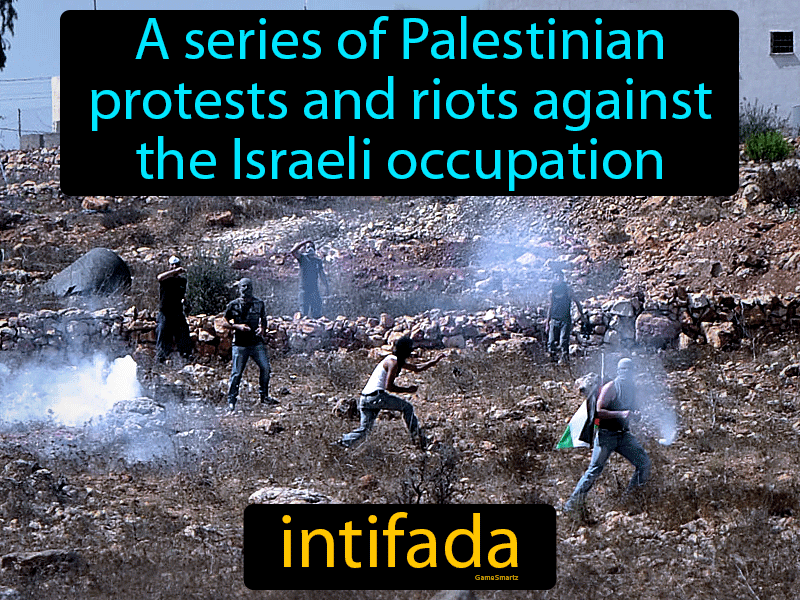 A series of Palestinian
protests and riots against
the Israeli occupation
intifada
GameSmartz